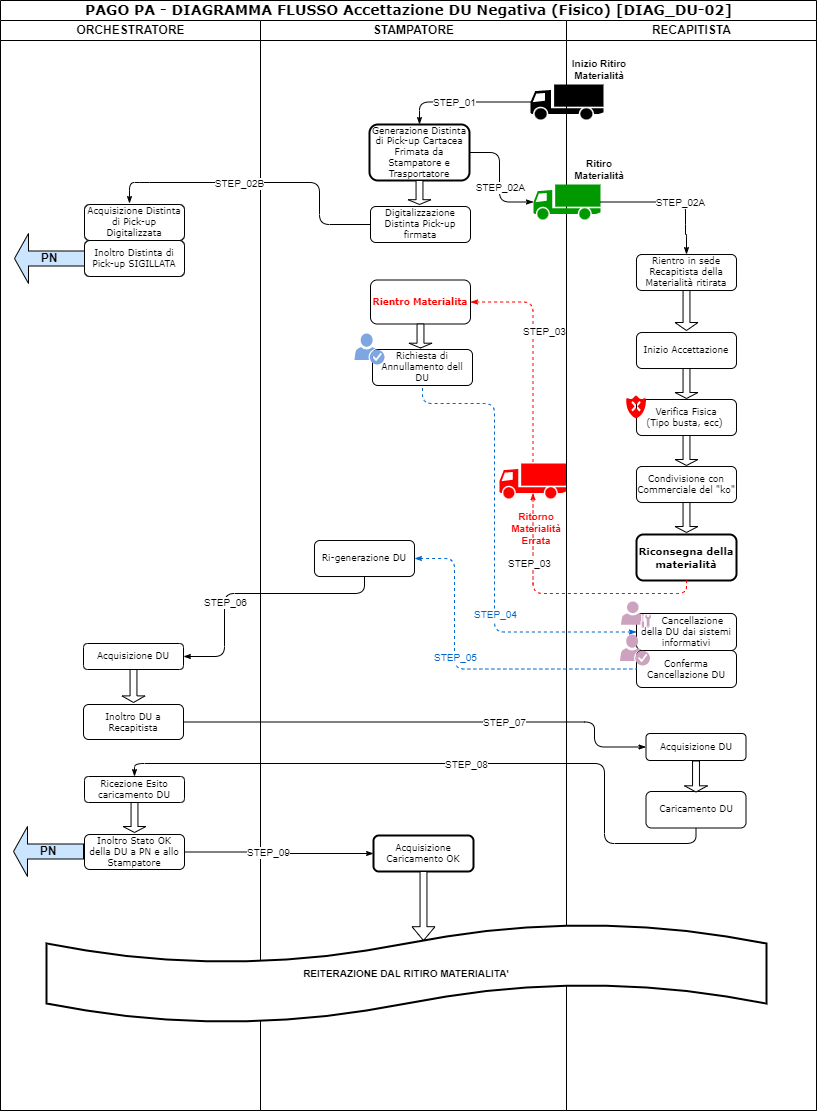 PAGO PA - DIAGRAMMA FLUSSO Accettazione DU Negativa (Fisico) [DIAG_DU-02]
ORCHESTRATORE
STAMPATORE
RECAPITISTA
Inizio Ritiro
Materialità
STEP_01
Generazione Distinta
di Pick-up Cartacea
Frimata da
Stampatore e
Trasportatore
Ritiro
Materialità
STEP_02B
STEP_02A
STEP_02A
Acquisizione Distinta
di Pick-up
Digitalizzata
Digitalizzazione
Distinta Pick-up
firmata
PN
Inoltro Distinta di
Pick-up SIGILLATA
Rientro in sede
Recapitista della
Materialità ritirata
Rientro Materialita
STEP_03
Inizio Accettazione
Richiesta di
Annullamento dell
DU
Verifica Fisica
(Tipo busta, ecc)
Condivisione con
Commerciale del "ko"
Ritorno
Materialità
Errata
Riconsegna della
materialità
Ri-generazione DU
STEP_03
STEP_06
STEP_04
Cancellazione
della DU dai sistemi
informativi
Acquisizione DU
STEP_05
Conferma
Cancellazione DU
Inoltro DU a
Recapitista
STEP_07
Acquisizione DU
STEP_08
Ricezione Esito
caricamento DU
Caricamento DU
PN
Inoltro Stato OK
della DU a PN e allo
Stampatore
STEP_09
Acquisizione
Caricamento OK
REITERAZIONE DAL RITIRO MATERIALITA'